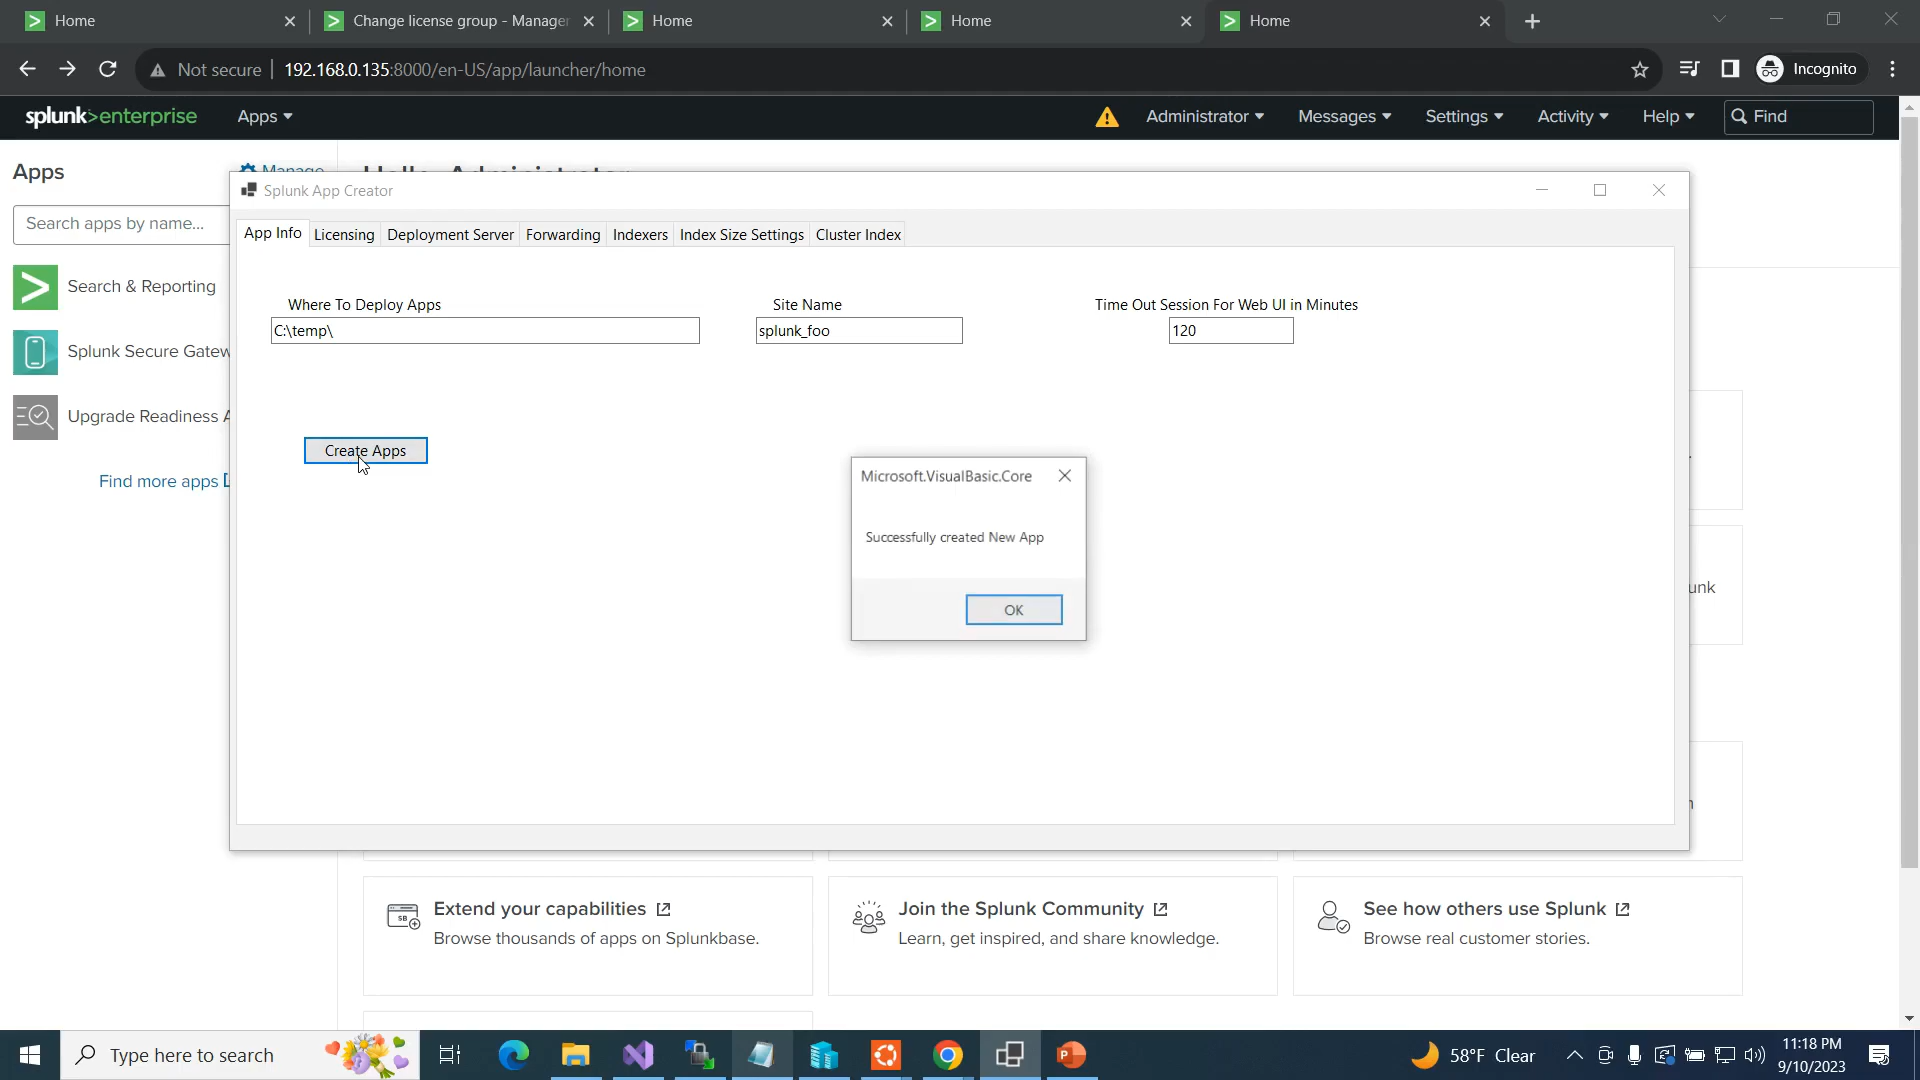 Home
Change license group - Manager
Home
Home
Home
Not secure
192.168.0.135:8000/en-US/app/launcher/home
Incognito
splunk>enterprise
Apps
Administrator
Messages
Settings
Activity
Help
Find
Apps
Manage
Hello, Administrator
Search apps by name...
Search & Reporting
Splunk Secure Gatew
Upgrade Readiness A
Find more apps
Splunk App Creator
App Info
Licensing
Deployment Server
Forwarding
Indexers
Index Size Settings
Cluster Index
Where To Deploy Apps
Site Name
Time Out Session For Web UI in Minutes
C:\temp\
splunk_foo
120
Create Apps
Microsoft.VisualBasic.Core
Successfully created New App
OK
unk
Extend your capabilities
Browse thousands of apps on Splunkbase.
Join the Splunk Community
Learn, get inspired, and share knowledge.
See how others use Splunk
Browse real customer stories.
Type here to search
58°F Clear
11:18 PM
9/10/2023